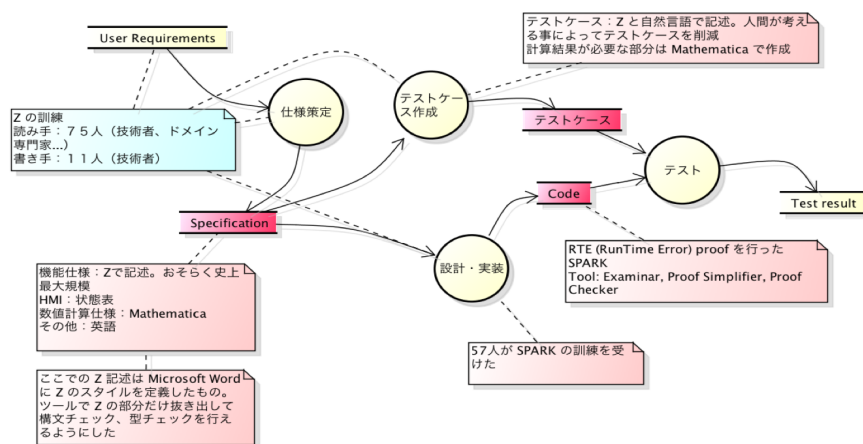 User Requirements
テストケース：Z と自然言語で記述。人間が考え
る事によってテストケースを削減
計算結果が必要な部分は Mathematica で作成
Z の訓練
読み手：７５人（技術者、ドメイン
専門家...）
書き手：１１人（技術者）
仕様策定
テストケー
ス作成
テストケース
テスト
Test result
Specification
Code
設計・実装
RTE (RunTime Error) proof を行った
SPARK
Tool: Examinar, Proof Simplifier, Proof
Checker
機能仕様：Zで記述。おそらく史上
最大規模
HMI：状態表
数値計算仕様：Mathematica
その他：英語
57人が SPARK の訓練を受
けた
ここでの Z 記述は Microsoft Word
に Z のスタイルを定義したもの。
ツールで Z の部分だけ抜き出して
構文チェック、型チェックを行え
るようにした